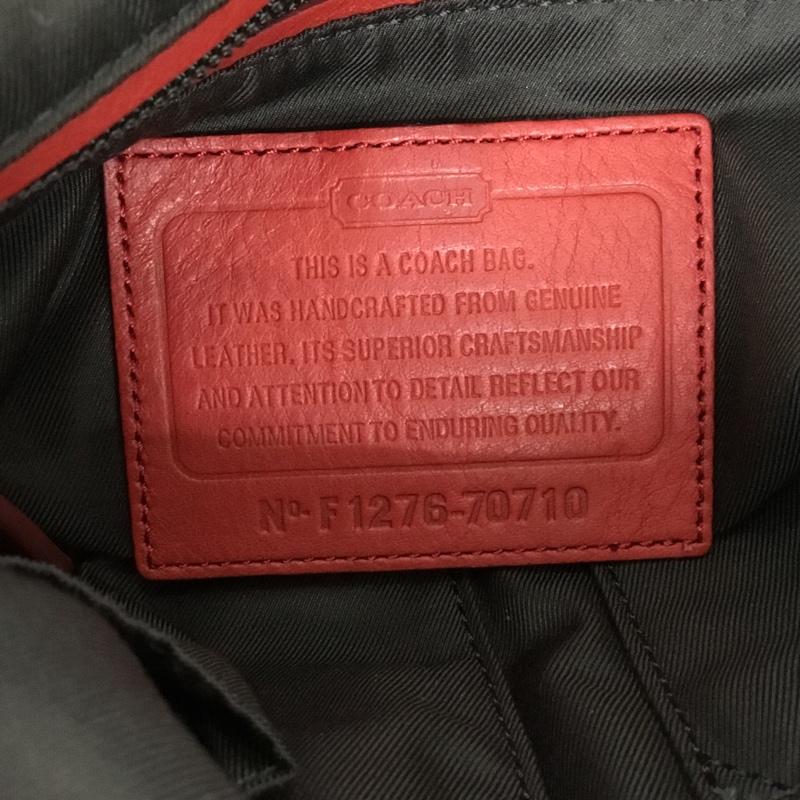 COACH
THIS IS A COACH BAG.
IT WAS HANDCRAFTED FROM GENUINE
LEATHER. ITS SUPERIOR CRAFTSMANSHIP
AND ATTENTION TO DETAIL REFLECT OUR
COMMITMENT TO ENDURING QUALITY.
Nº- F1276-70710